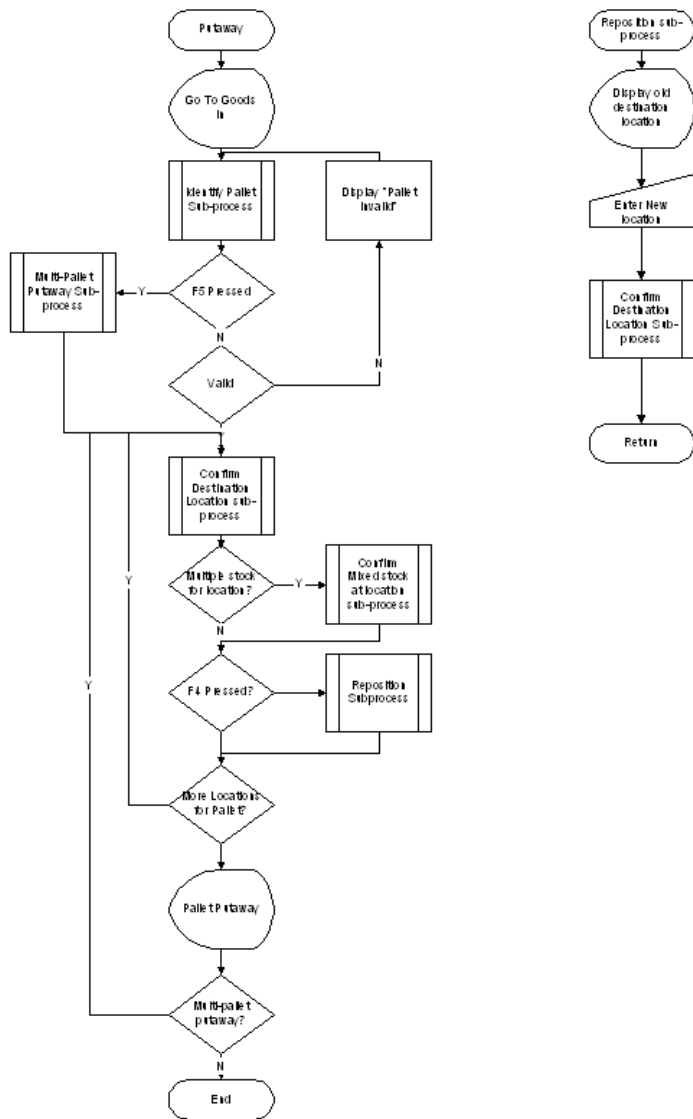 Putaway
Go To Goods
In
Identify Pallet
Sub-process
Display "Pallet
Invalid"
Multi-Pallet
Putaway Sub-
process
Y
F5 Pressed
N
Valid
N
Confirm
Destination
Location sub-
process
Multiple stock
for location?
Y
Confirm
Mixed stock
at location
sub-process
Y
N
Y
F4 Pressed?
Reposition
Subprocess
More Locations
for Pallet?
Pallet Putaway
Multi-pallet
putaway?
N
End
Reposition sub-
process
Display old
destination
location
Enter New
location
Confirm
Destination
Location Sub-
process
Return